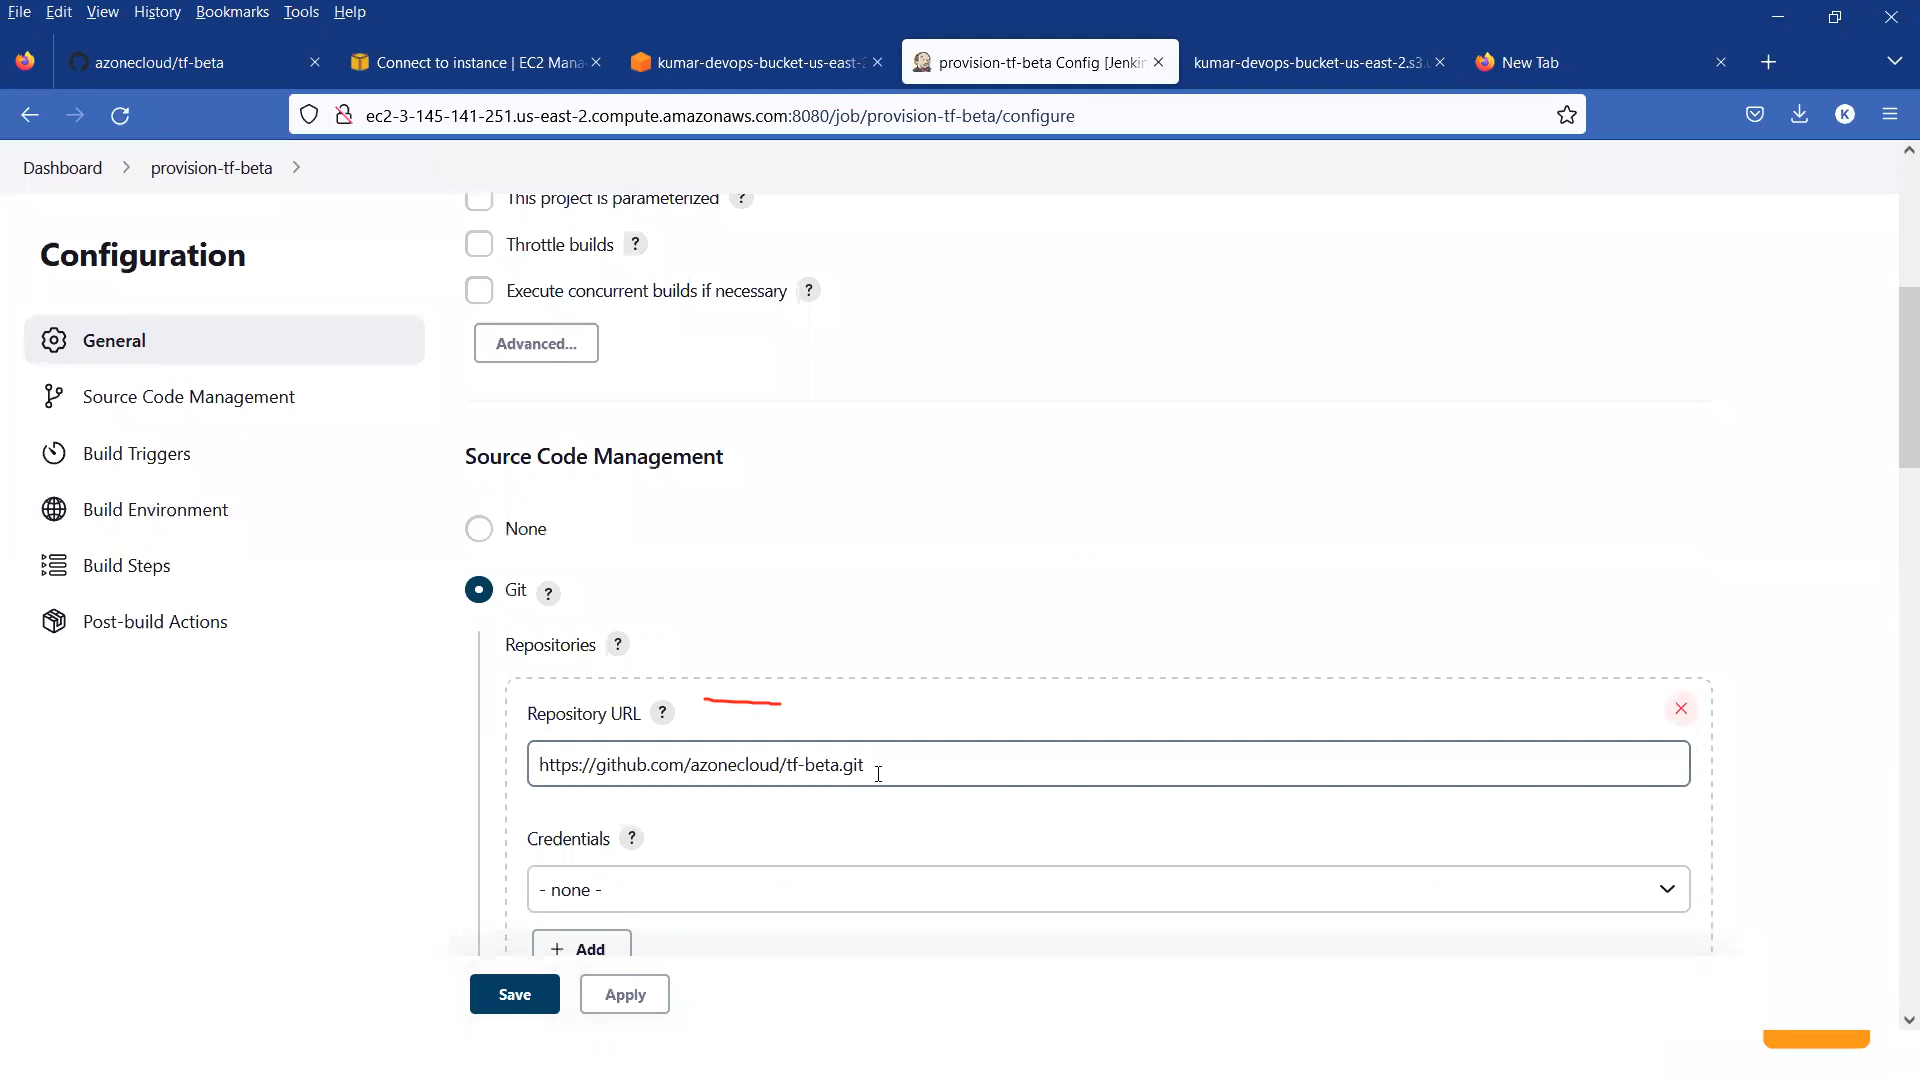 File Edit View History Bookmarks Tools Help
azonecloud/tf-beta
Connect to instance | EC2 Mana
kumar-devops-bucket-us-east-2
provision-tf-beta Config [Jenkin
kumar-devops-bucket-us-east-2.s3.u
New Tab
ec2-3-145-141-251.us-east-2.compute.amazonaws.com:8080/job/provision-tf-beta/configure
K
Dashboard
provision-tf-beta
This project is parameterized ?
Configuration
Throttle builds ?
Execute concurrent builds if necessary ?
General
Advanced...
Source Code Management
Build Triggers
Source Code Management
Build Environment
None
Build Steps
Git ?
Post-build Actions
Repositories ?
Repository URL ?
https://github.com/azonecloud/tf-beta.git
Credentials ?
- none -
+ Add
Save
Apply